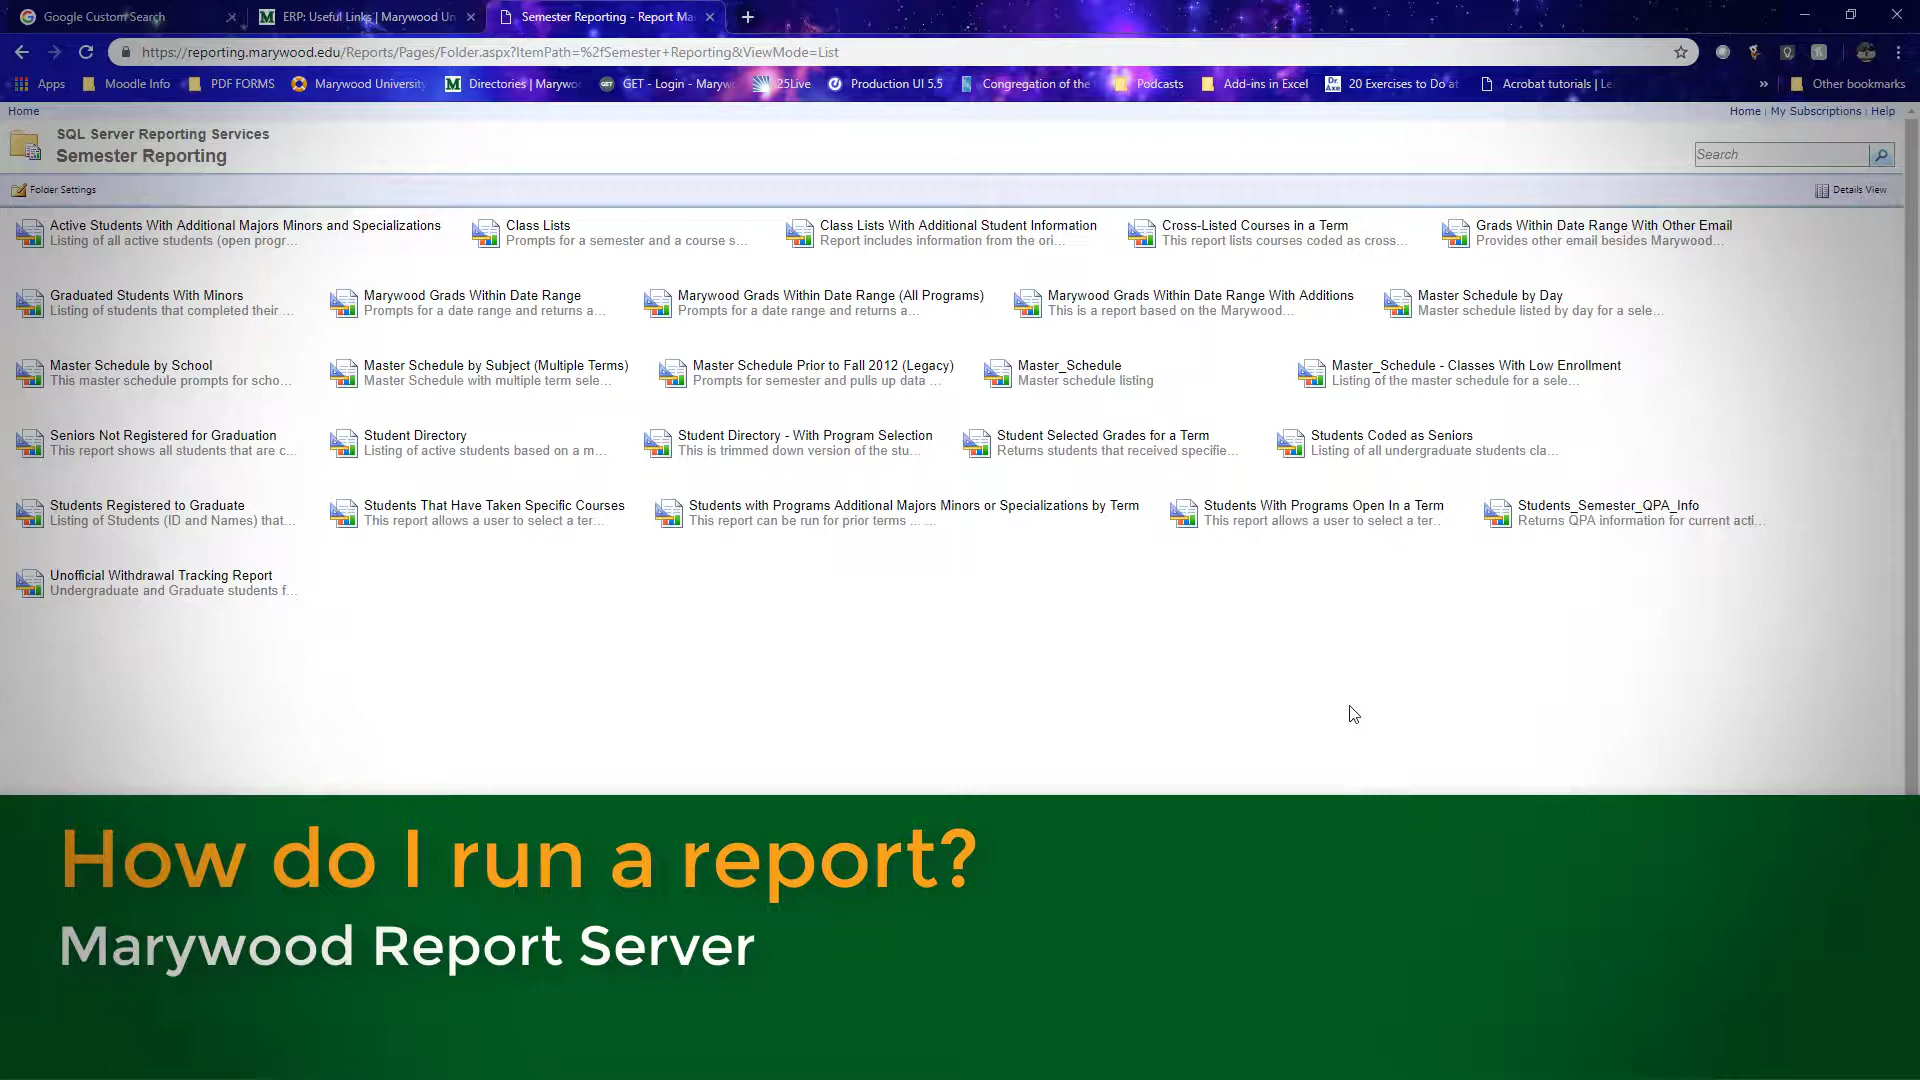 Google Custom Search
ERP: Useful Links | Marywood Un
Semester Reporting - Report Ma
https://reporting.marywood.edu/Reports/Pages/Folder.aspx?ItemPath=%2fSemester+Reporting&ViewMode=List
Apps Moodle Info PDF FORMS Marywood University Directories | Marywo GET - Login - Maryw 25Live Production UI 5.5 Congregation of the Podcasts Add-ins in Excel 20 Exercises to Do at Acrobat tutorials | Le » Other bookmarks
Home
Home | My Subscriptions | Help
SQL Server Reporting Services
Semester Reporting
Search
Folder Settings
Details View
Active Students With Additional Majors Minors and Specializations
Listing of all active students (open progr...
Class Lists
Prompts for a semester and a course s...
Class Lists With Additional Student Information
Report includes information from the ori...
Cross-Listed Courses in a Term
This report lists courses coded as cross...
Grads Within Date Range With Other Email
Provides other email besides Marywood...
Graduated Students With Minors
Listing of students that completed their ...
Marywood Grads Within Date Range
Prompts for a date range and returns a...
Marywood Grads Within Date Range (All Programs)
Prompts for a date range and returns a...
Marywood Grads Within Date Range With Additions
This is a report based on the Marywood...
Master Schedule by Day
Master schedule listed by day for a sele...
Master Schedule by School
This master schedule prompts for scho...
Master Schedule by Subject (Multiple Terms)
Master Schedule with multiple term sele...
Master Schedule Prior to Fall 2012 (Legacy)
Prompts for semester and pulls up data ...
Master_Schedule
Master schedule listing
Master_Schedule - Classes With Low Enrollment
Listing of the master schedule for a sele...
Seniors Not Registered for Graduation
This report shows all students that are c...
Student Directory
Listing of active students based on a m...
Student Directory - With Program Selection
This is trimmed down version of the stu...
Student Selected Grades for a Term
Returns students that received specifie...
Students Coded as Seniors
Listing of all undergraduate students cla...
Students Registered to Graduate
Listing of Students (ID and Names) that...
Students That Have Taken Specific Courses
This report allows a user to select a ter...
Students with Programs Additional Majors Minors or Specializations by Term
This report can be run for prior terms ... ...
Students With Programs Open In a Term
This report allows a user to select a ter..
Students_Semester_QPA_Info
Returns QPA information for current acti...
Unofficial Withdrawal Tracking Report
Undergraduate and Graduate students f...
How do I run a report?
Marywood Report Server